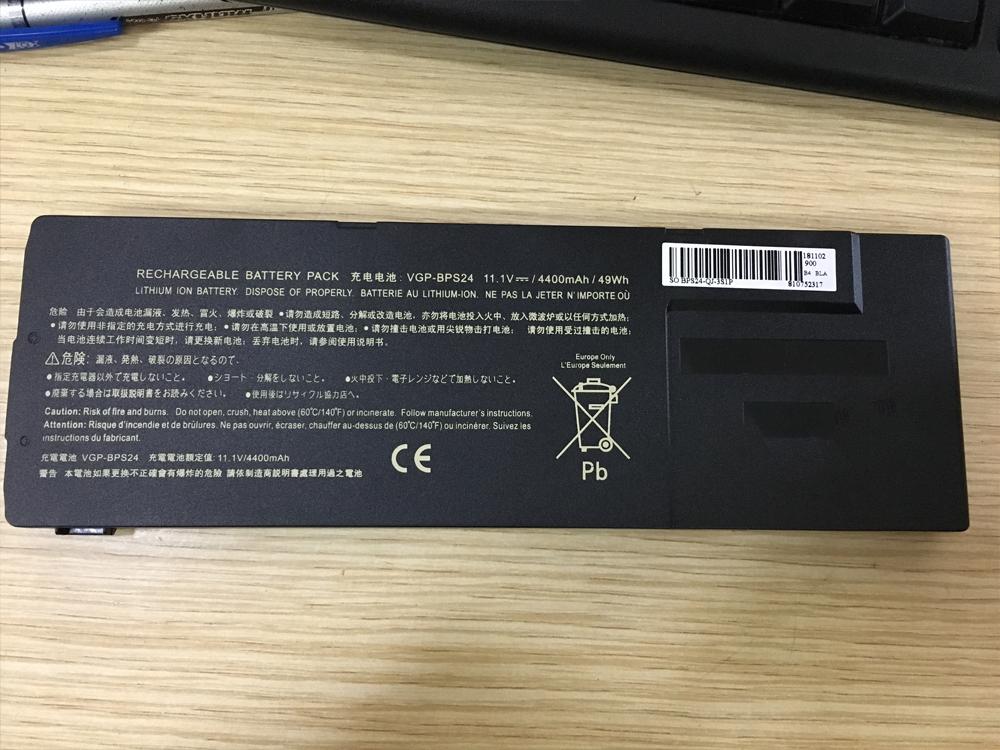 RECHARGEABLE BATTERY PACK 充电电池: VGP-BPS24 11.1V⎓/4400mAh/49Wh
LITHIUM ION BATTERY. DISPOSE OF PROPERLY. BATTERIE AU LITHIUM-ION. NE PAS LA JETER N'IMPORTE OÙ
危险 由于会造成电池漏液、发热、冒火、爆炸或破裂 •请勿造成短路、分解或改造电池，亦勿将电池投入火中、放入微波炉或以任何方式加热;
•请勿使用非指定的充电方式进行充电; •请勿在高温下使用或放置电池; •请勿撞击电池或用尖锐物击打电池; 请勿使用受过撞击的电池;
当电池连续工作时间变短时，请更换新电池; 丢弃电池时，请参阅使用说明书。
⚠危険: 漏液、発熱、破裂の原因となるので、
•指定充電器以外で充電しないこと。 •ショート・分解をしないこと。 •火中投下・電子レンジなどで加熱しないこと。
•廃棄する場合は取扱説明書をお読みください。 •使用後はリサイクル協力店へ。
Caution: Risk of fire and burns. Do not open, crush, heat above (60℃/140℉) or incinerate. Follow manufacturer's instructions.
Attention: Risque d'incendie et de brûlures. Ne pas ouvrir, écraser, chauffer au-dessus de (60℃/140℉) ou incinérer. Suivez les
instructions du fabricant.
充電電池 VGP-BPS24 充電電池額定值: 11.1V/4400mAh
警告 本電池如果更換不正確會有爆炸的危險 請依制造商說明書處理用過之電池
CE
Europe Only
L'Europe Seulement
Pb
181102
900
B4 BLA
SO BPS24-QJ-3S1P 810752317